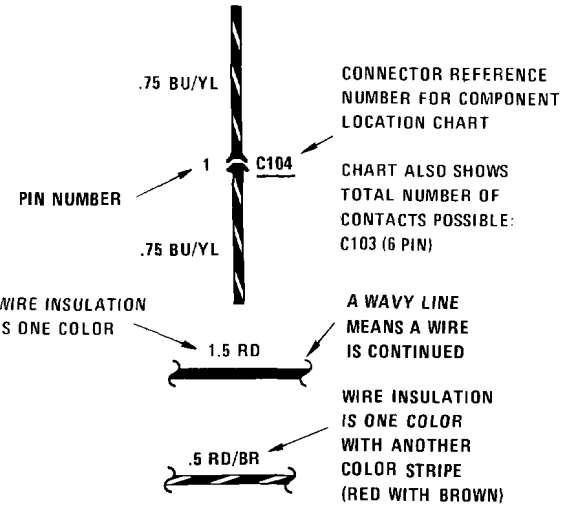 .75 BU/YL
CONNECTOR REFERENCE
NUMBER FOR COMPONENT
LOCATION CHART
1
C104
PIN NUMBER
CHART ALSO SHOWS
TOTAL NUMBER OF
CONTACTS POSSIBLE:
C103 (6 PIN)
.75 BU/YL
WIRE INSULATION
IS ONE COLOR
A WAVY LINE
MEANS A WIRE
IS CONTINUED
1.5 RD
WIRE INSULATION
IS ONE COLOR
WITH ANOTHER
COLOR STRIPE
(RED WITH BROWN)
.5 RD/BR